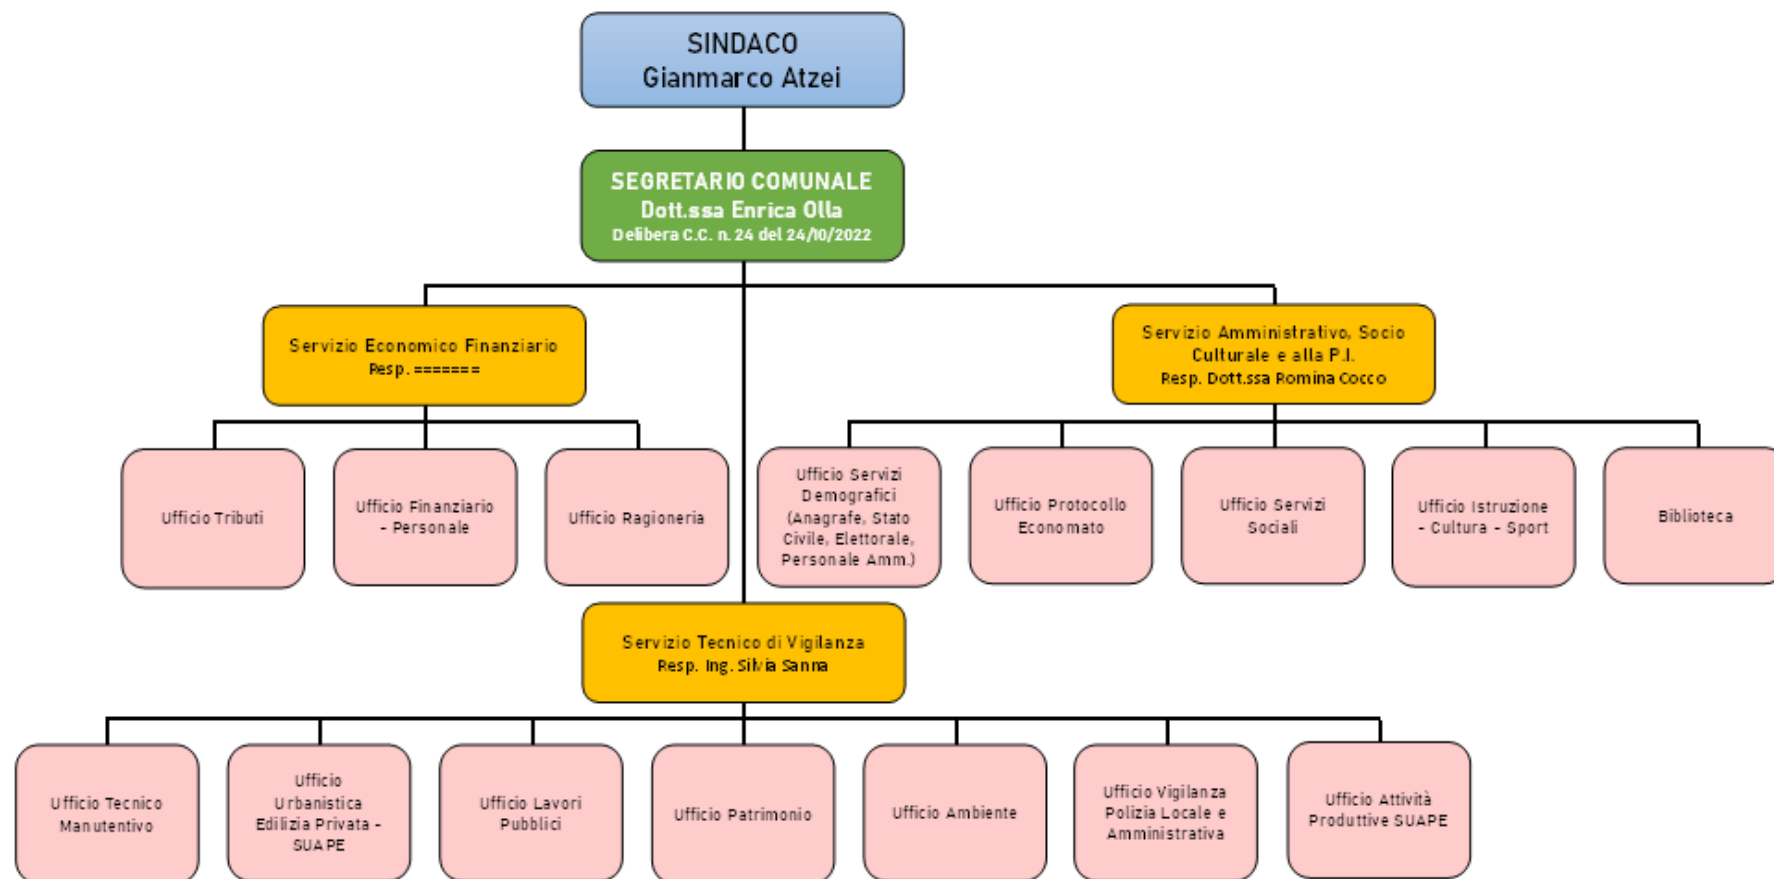 SINDACO
Gianmarco Atzei
SEGRETARIO COMUNALE
Dott.ssa Enrica Olla
Delibera C.C. n. 24 del 24/10/2022
Servizio Economico Finanziario
Resp. =======
Servizio Amministrativo, Socio
Culturale e alla P.I.
Resp. Dott.ssa Romina Cocco
Ufficio Tributi
Ufficio Finanziario
- Personale
Ufficio Ragioneria
Ufficio Servizi
Demografici
(Anagrafe, Stato
Civile, Elettorale,
Personale Amm.)
Ufficio Protocollo
Economato
Ufficio Servizi
Sociali
Ufficio Istruzione
- Cultura - Sport
Biblioteca
Servizio Tecnico di Vigilanza
Resp. Ing. Silvia Sanna
Ufficio Tecnico
Manutentivo
Ufficio
Urbanistica
Edilizia Privata -
SUAPE
Ufficio Lavori
Pubblici
Ufficio Patrimonio
Ufficio Ambiente
Ufficio Vigilanza
Polizia Locale e
Amministrativa
Ufficio Attività
Produttive SUAPE